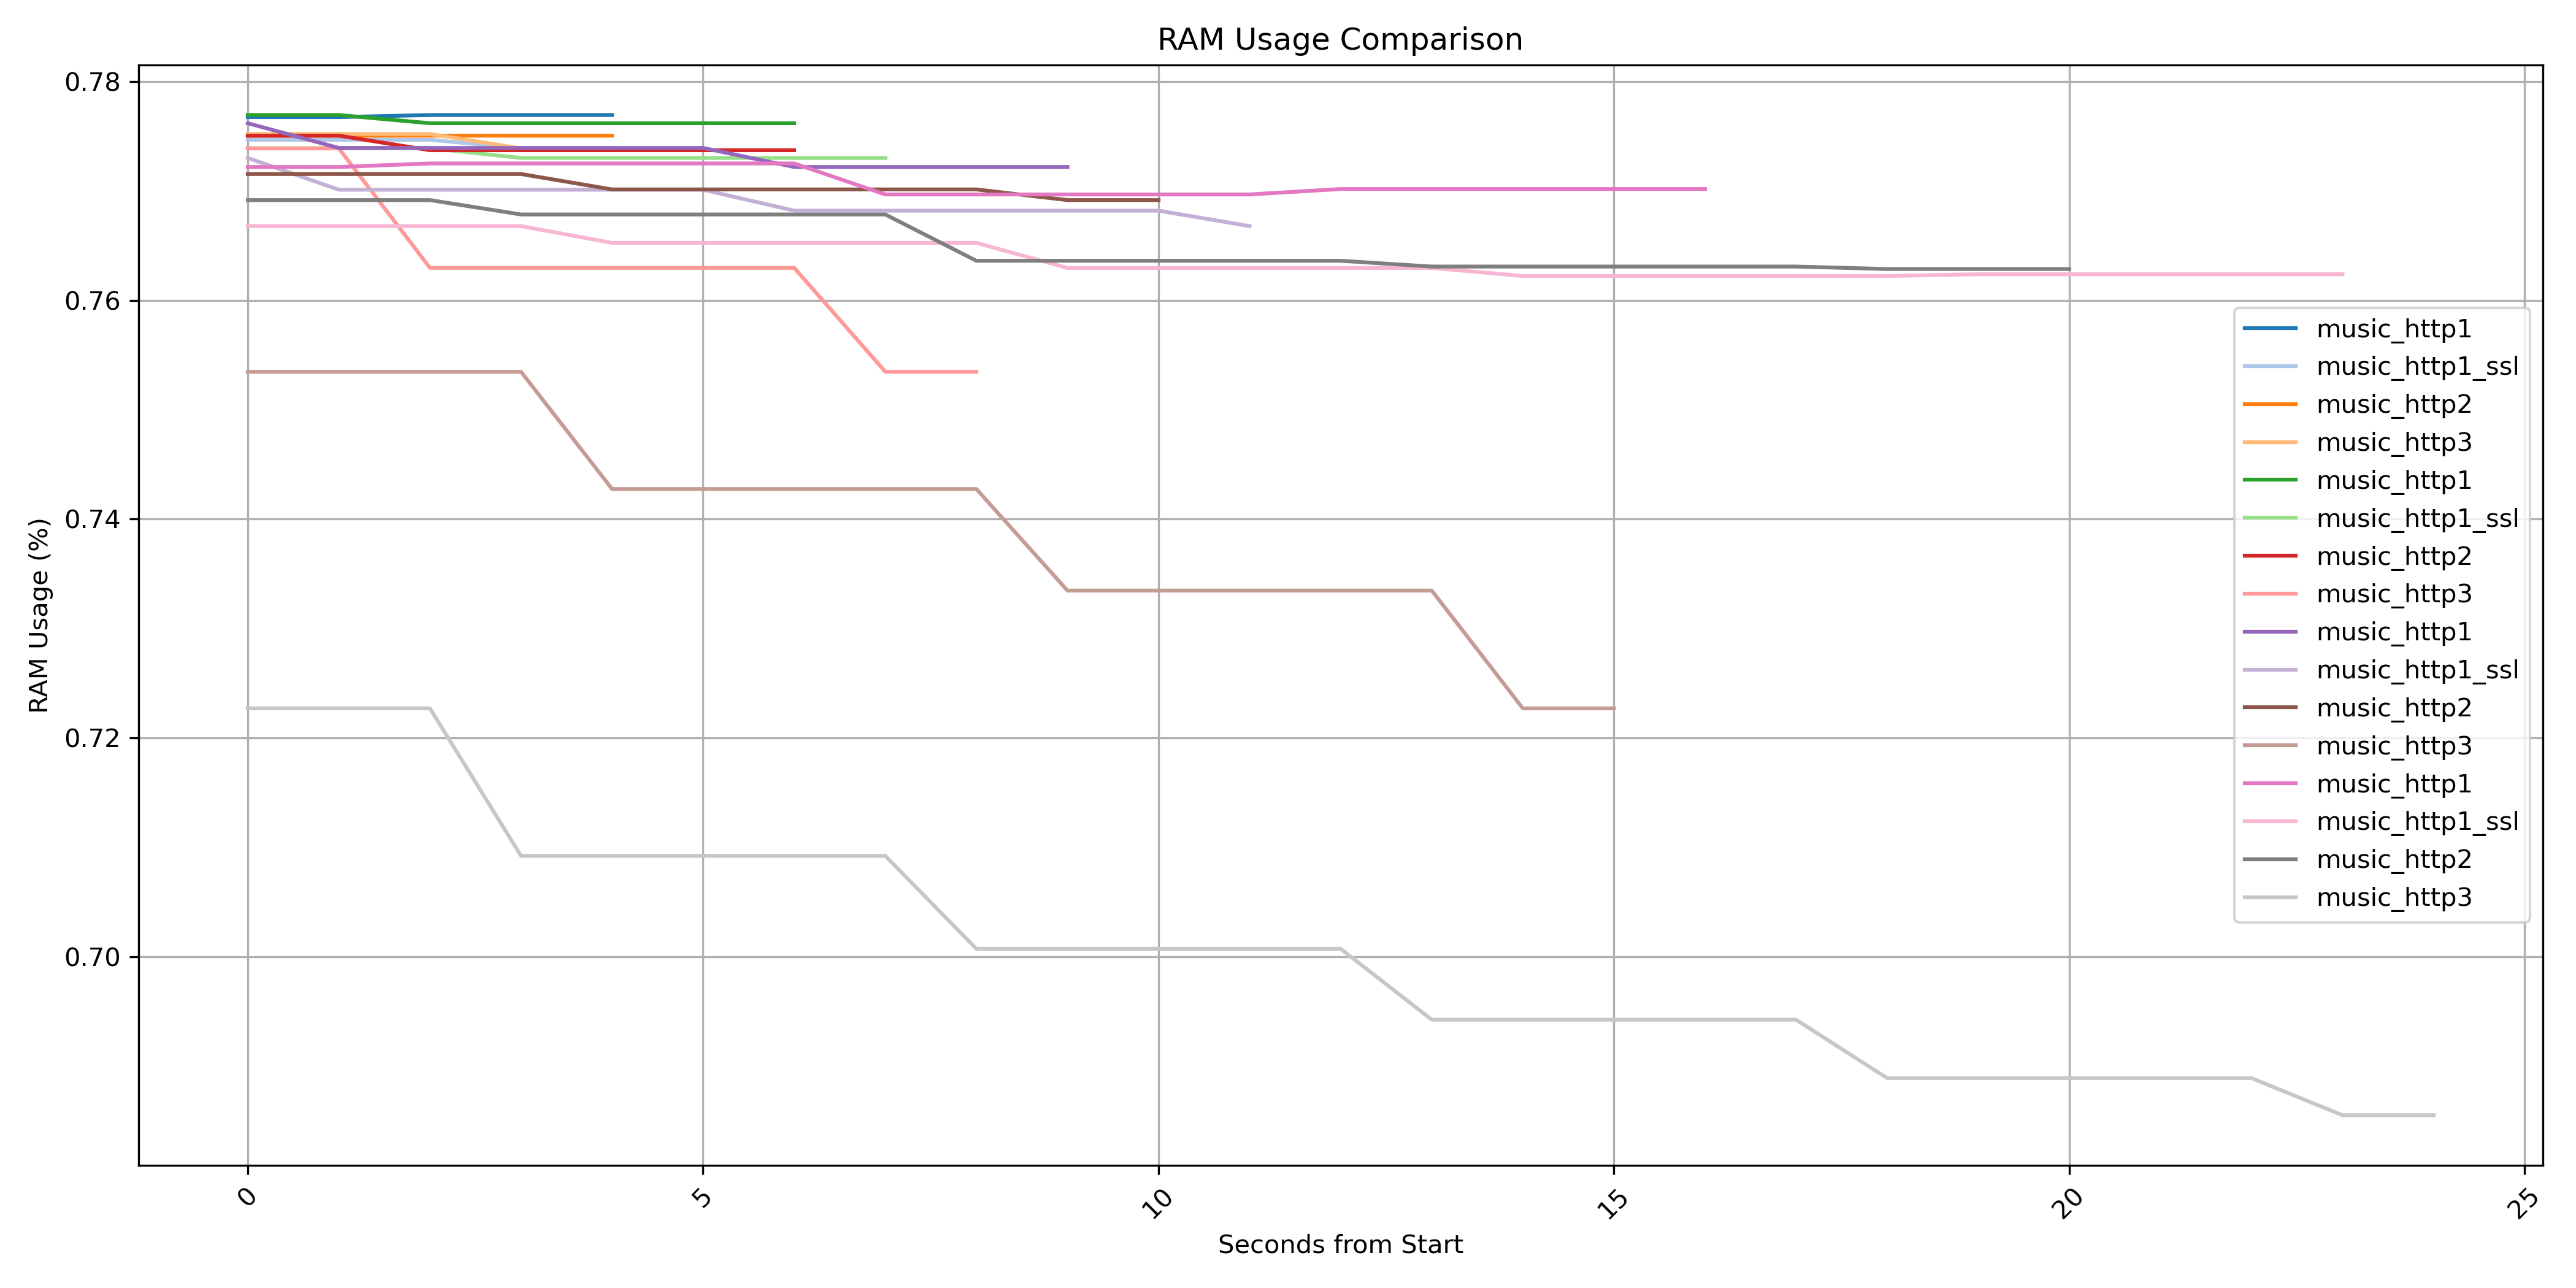 RAM Usage Comparison
0.78
0.76
0.74
0.72
0.70
RAM Usage (%)
music_http1
music_http1_ssl
music_http2
music_http3
music_http1
music_http1_ssl
music_http2
music_http3
music_http1
music_http1_ssl
music_http2
music_http3
music_http1
music_http1_ssl
music_http2
music_http3
0 5 10 15 20 25
Seconds from Start